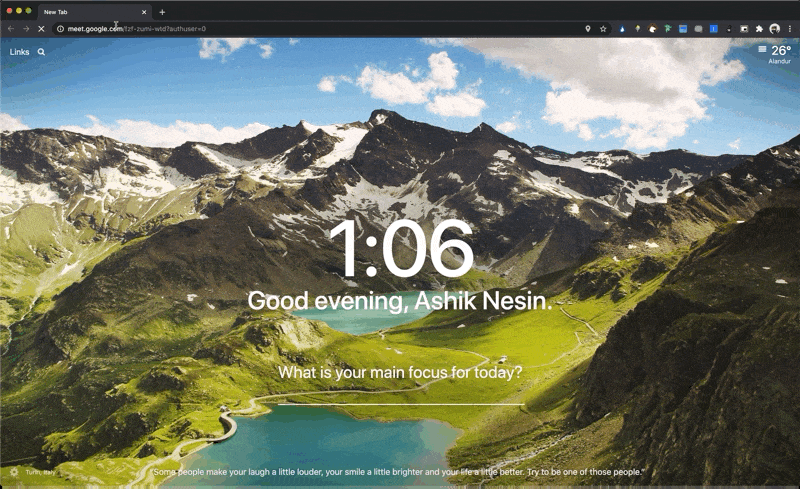 New Tab
meet.google.com/fzf-zumi-wtd?authuser=0
Links
26°
Alandur
1:06
Good evening, Ashik Nesin.
What is your main focus for today?
Turin, Italy
"Some people make your laugh a little louder, your smile a little brighter and your life a little better. Try to be one of those people."